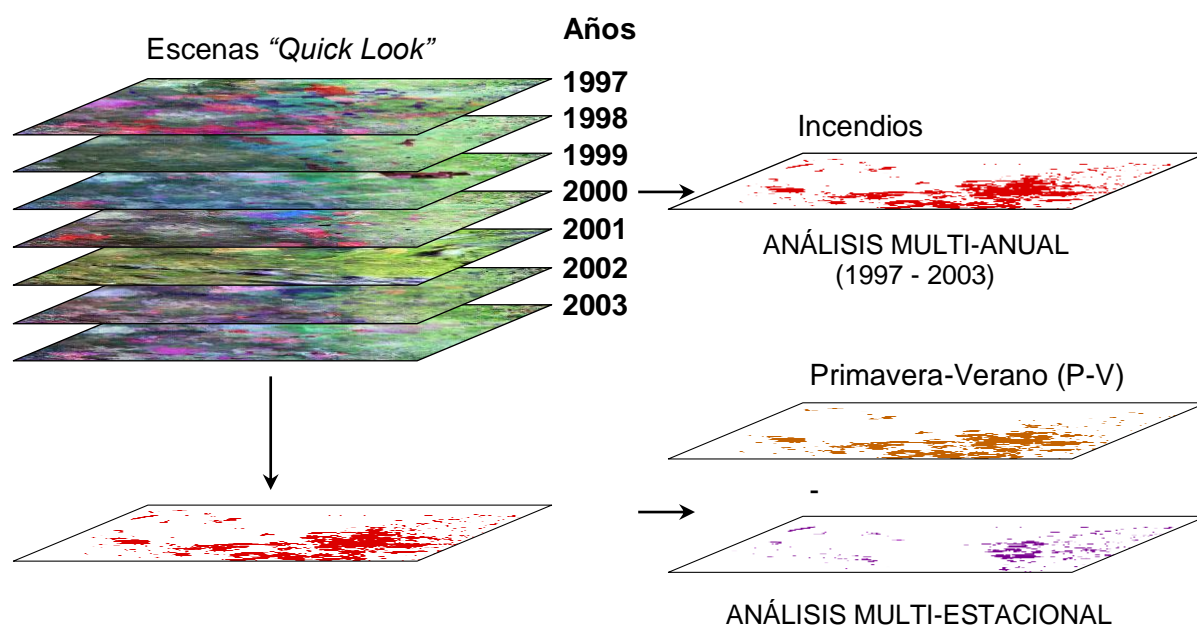 Escenas “Quick Look”
Años
1997
1998
1999
2000
2001
2002
2003
Incendios
ANÁLISIS MULTI-ANUAL
(1997 - 2003)
Primavera-Verano (P-V)
-
ANÁLISIS MULTI-ESTACIONAL